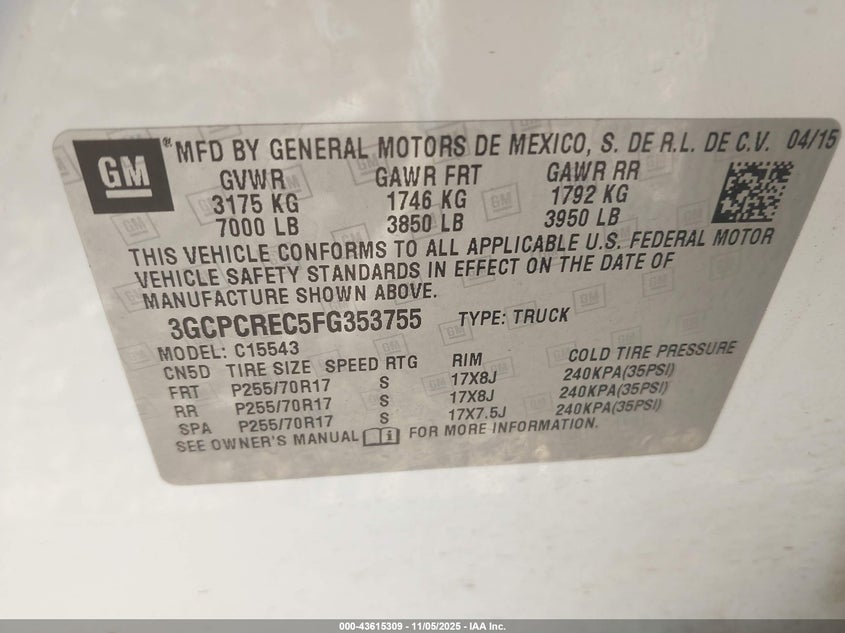 GM ® MFD BY GENERAL MOTORS DE MEXICO, S. DE R.L. DE C.V. 04/15
GVWR GAWR FRT GAWR RR
3175 KG 1746 KG 1792 KG
7000 LB 3850 LB 3950 LB
THIS VEHICLE CONFORMS TO ALL APPLICABLE U.S. FEDERAL MOTOR
VEHICLE SAFETY STANDARDS IN EFFECT ON THE DATE OF
MANUFACTURE SHOWN ABOVE.
3GCPCREC5FG353755 TYPE: TRUCK
MODEL: C15543
CN5D TIRE SIZE SPEED RTG RIM COLD TIRE PRESSURE
FRT P255/70R17 S 17X8J 240KPA(35PSI)
RR P255/70R17 S 17X8J 240KPA(35PSI)
SPA P255/70R17 S 17X7.5J 240KPA(35PSI)
SEE OWNER'S MANUAL FOR MORE INFORMATION.
000-43615309 - 11/05/2025 - IAA Inc.